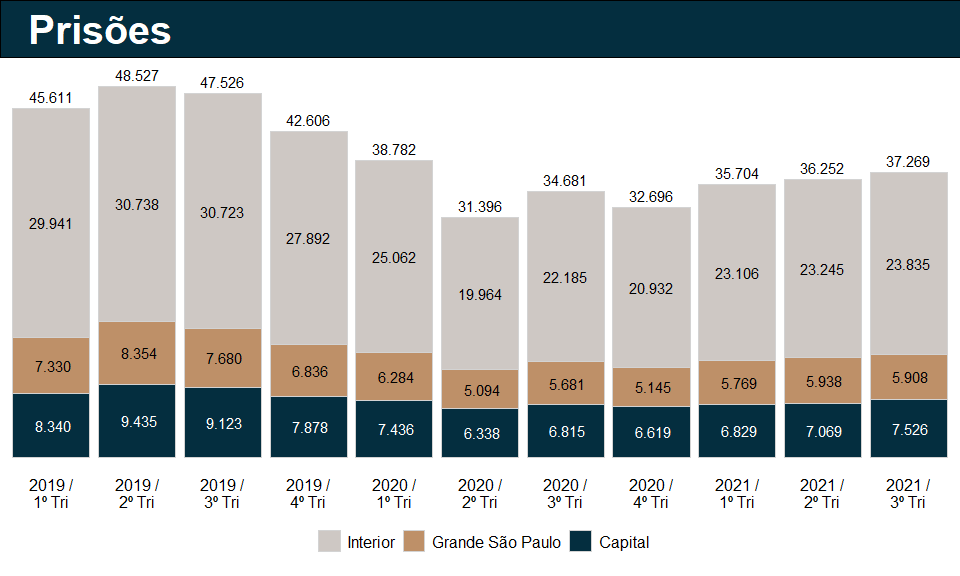 Prisões
45.611 48.527 47.526 42.606 38.782 31.396 34.681 32.696 35.704 36.252 37.269
29.941 30.738 30.723 27.892 25.062 19.964 22.185 20.932 23.106 23.245 23.835
7.330 8.354 7.680 6.836 6.284 5.094 5.681 5.145 5.769 5.938 5.908
8.340 9.435 9.123 7.878 7.436 6.338 6.815 6.619 6.829 7.069 7.526
2019 / 2019 / 2019 / 2019 / 2020 / 2020 / 2020 / 2020 / 2021 / 2021 / 2021 /
1º Tri 2º Tri 3º Tri 4º Tri 1º Tri 2º Tri 3º Tri 4º Tri 1º Tri 2º Tri 3º Tri
Interior Grande São Paulo Capital